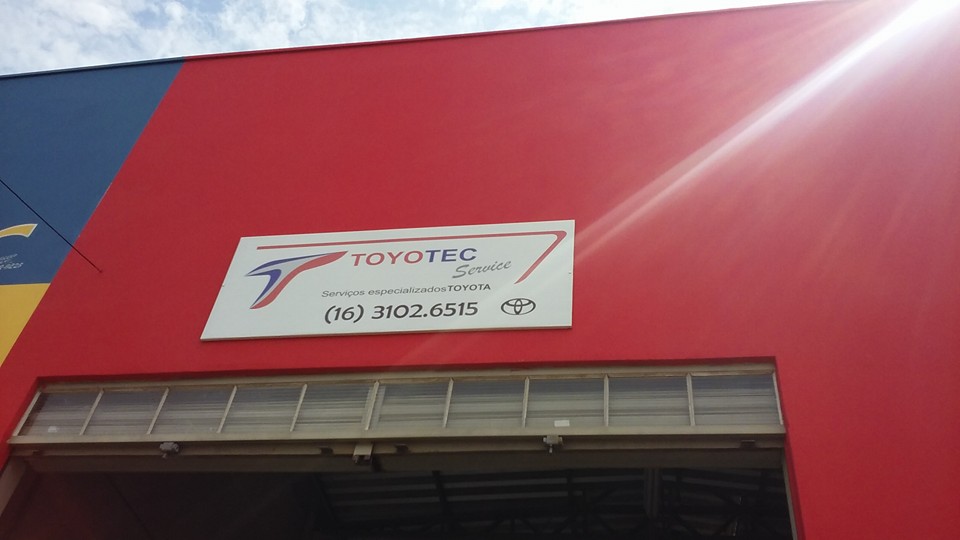 TOYOTEC
Service
Serviços especializadosTOYOTA
(16) 3102.6515